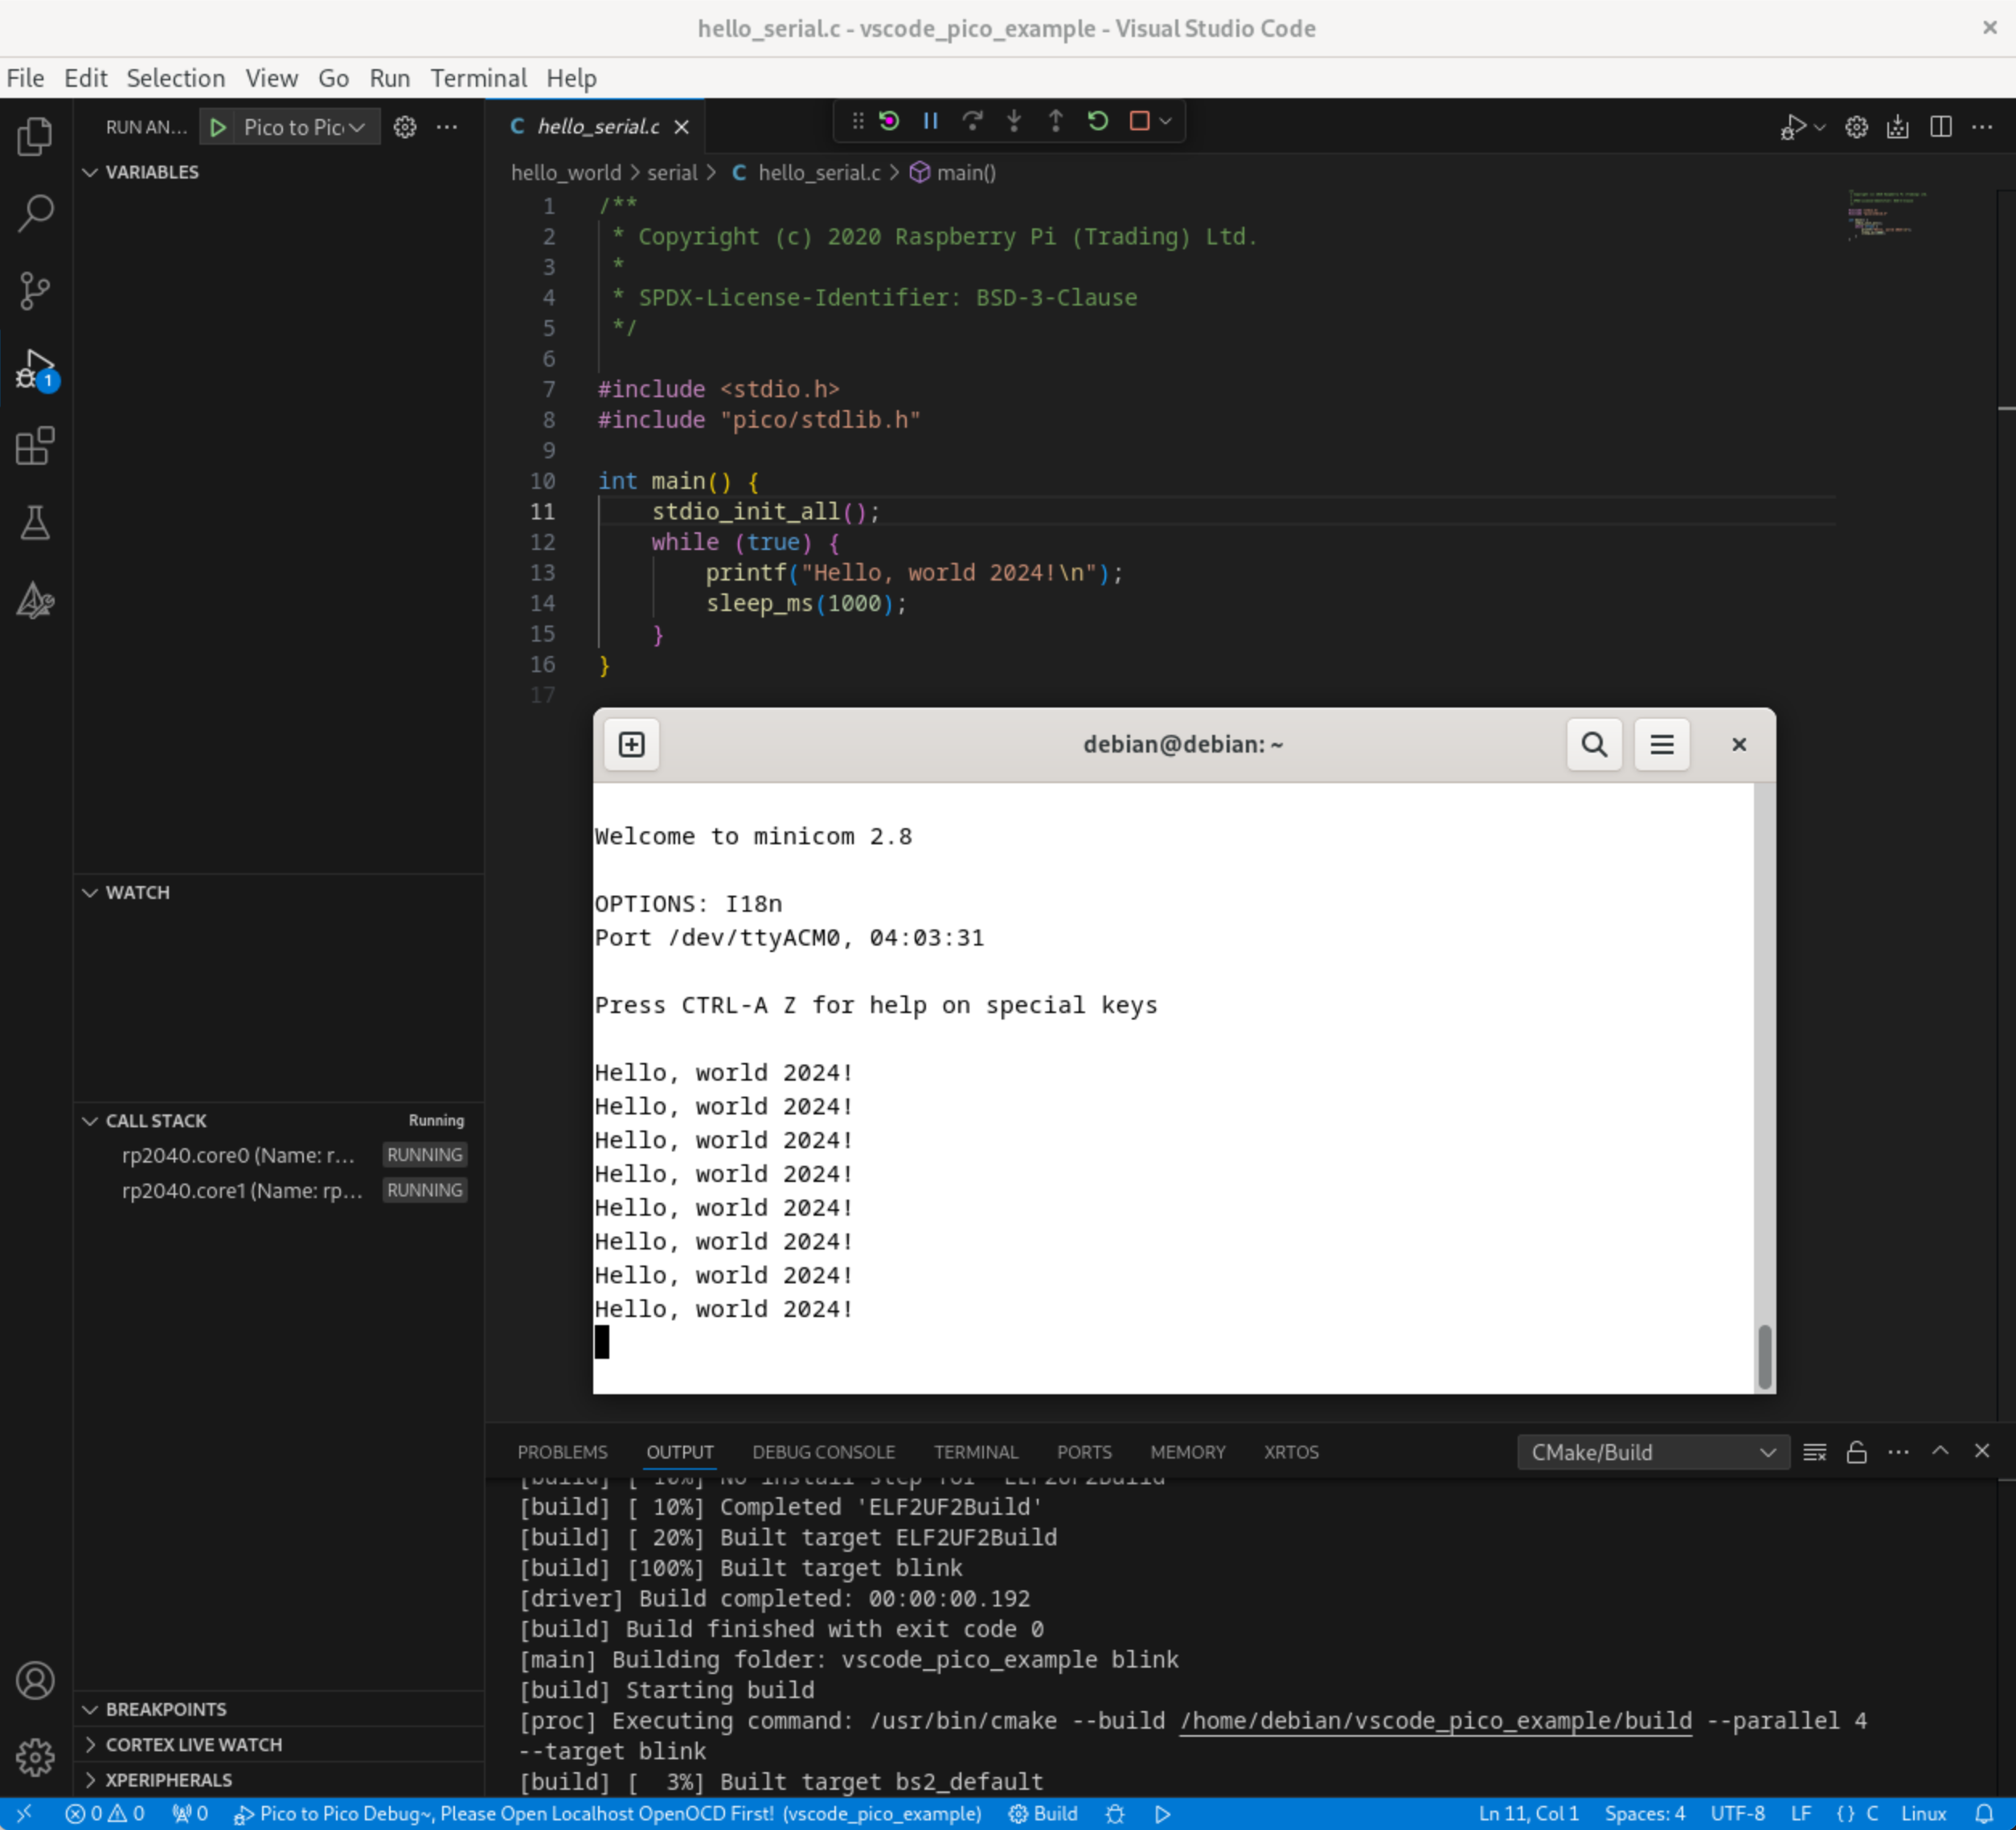 hello_serial.c - vscode_pico_example - Visual Studio Code
File Edit Selection View Go Run Terminal Help
RUN AN... Pico to Pic
VARIABLES
WATCH
CALL STACK Running
rp2040.core0 (Name: r... RUNNING
rp2040.core1 (Name: rp... RUNNING
BREAKPOINTS
CORTEX LIVE WATCH
XPERIPHERALS
1
C hello_serial.c
hello_world > serial > C hello_serial.c > main()
1 /**
2 * Copyright (c) 2020 Raspberry Pi (Trading) Ltd.
3 *
4 * SPDX-License-Identifier: BSD-3-Clause
5 */
6
7 #include <stdio.h>
8 #include "pico/stdlib.h"
9
10 int main() {
11 stdio_init_all();
12 while (true) {
13 printf("Hello, world 2024!\n");
14 sleep_ms(1000);
15 }
16 }
17
debian@debian: ~
Welcome to minicom 2.8
OPTIONS: I18n
Port /dev/ttyACM0, 04:03:31
Press CTRL-A Z for help on special keys
Hello, world 2024!
Hello, world 2024!
Hello, world 2024!
Hello, world 2024!
Hello, world 2024!
Hello, world 2024!
Hello, world 2024!
Hello, world 2024!
PROBLEMS OUTPUT DEBUG CONSOLE TERMINAL PORTS MEMORY XRTOS CMake/Build
[build] [ 10%] No install step for 'ELF2UF2Build'
[build] [ 10%] Completed 'ELF2UF2Build'
[build] [ 20%] Built target ELF2UF2Build
[build] [100%] Built target blink
[driver] Build completed: 00:00:00.192
[build] Build finished with exit code 0
[main] Building folder: vscode_pico_example blink
[build] Starting build
[proc] Executing command: /usr/bin/cmake --build /home/debian/vscode_pico_example/build --parallel 4
--target blink
[build] [  3%] Built target bs2_default
0 0 0 Pico to Pico Debug~, Please Open Localhost OpenOCD First! (vscode_pico_example) Build Ln 11, Col 1 Spaces: 4 UTF-8 LF {} C Linux